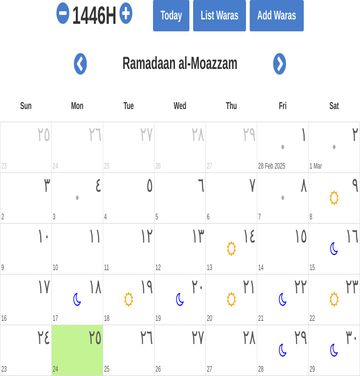 1446H Today List Waras Add Waras
Ramadaan al-Moazzam
Sun Mon Tue Wed Thu Fri Sat
٢٥ ٢٦ ٢٧ ٢٨ ٢٩ ١ ٢
23 24 25 26 27 28 Feb 2025 1 Mar
٣ ٤ ٥ ٦ ٧ ٨ ٩
2 3 4 5 6 7 8
١٠ ١١ ١٢ ١٣ ١٤ ١٥ ١٦
9 10 11 12 13 14 15
١٧ ١٨ ١٩ ٢٠ ٢١ ٢٢ ٢٣
16 17 18 19 20 21 22
٢٤ ٢٥ ٢٦ ٢٧ ٢٨ ٢٩ ٣٠
23 24 25 26 27 28 29